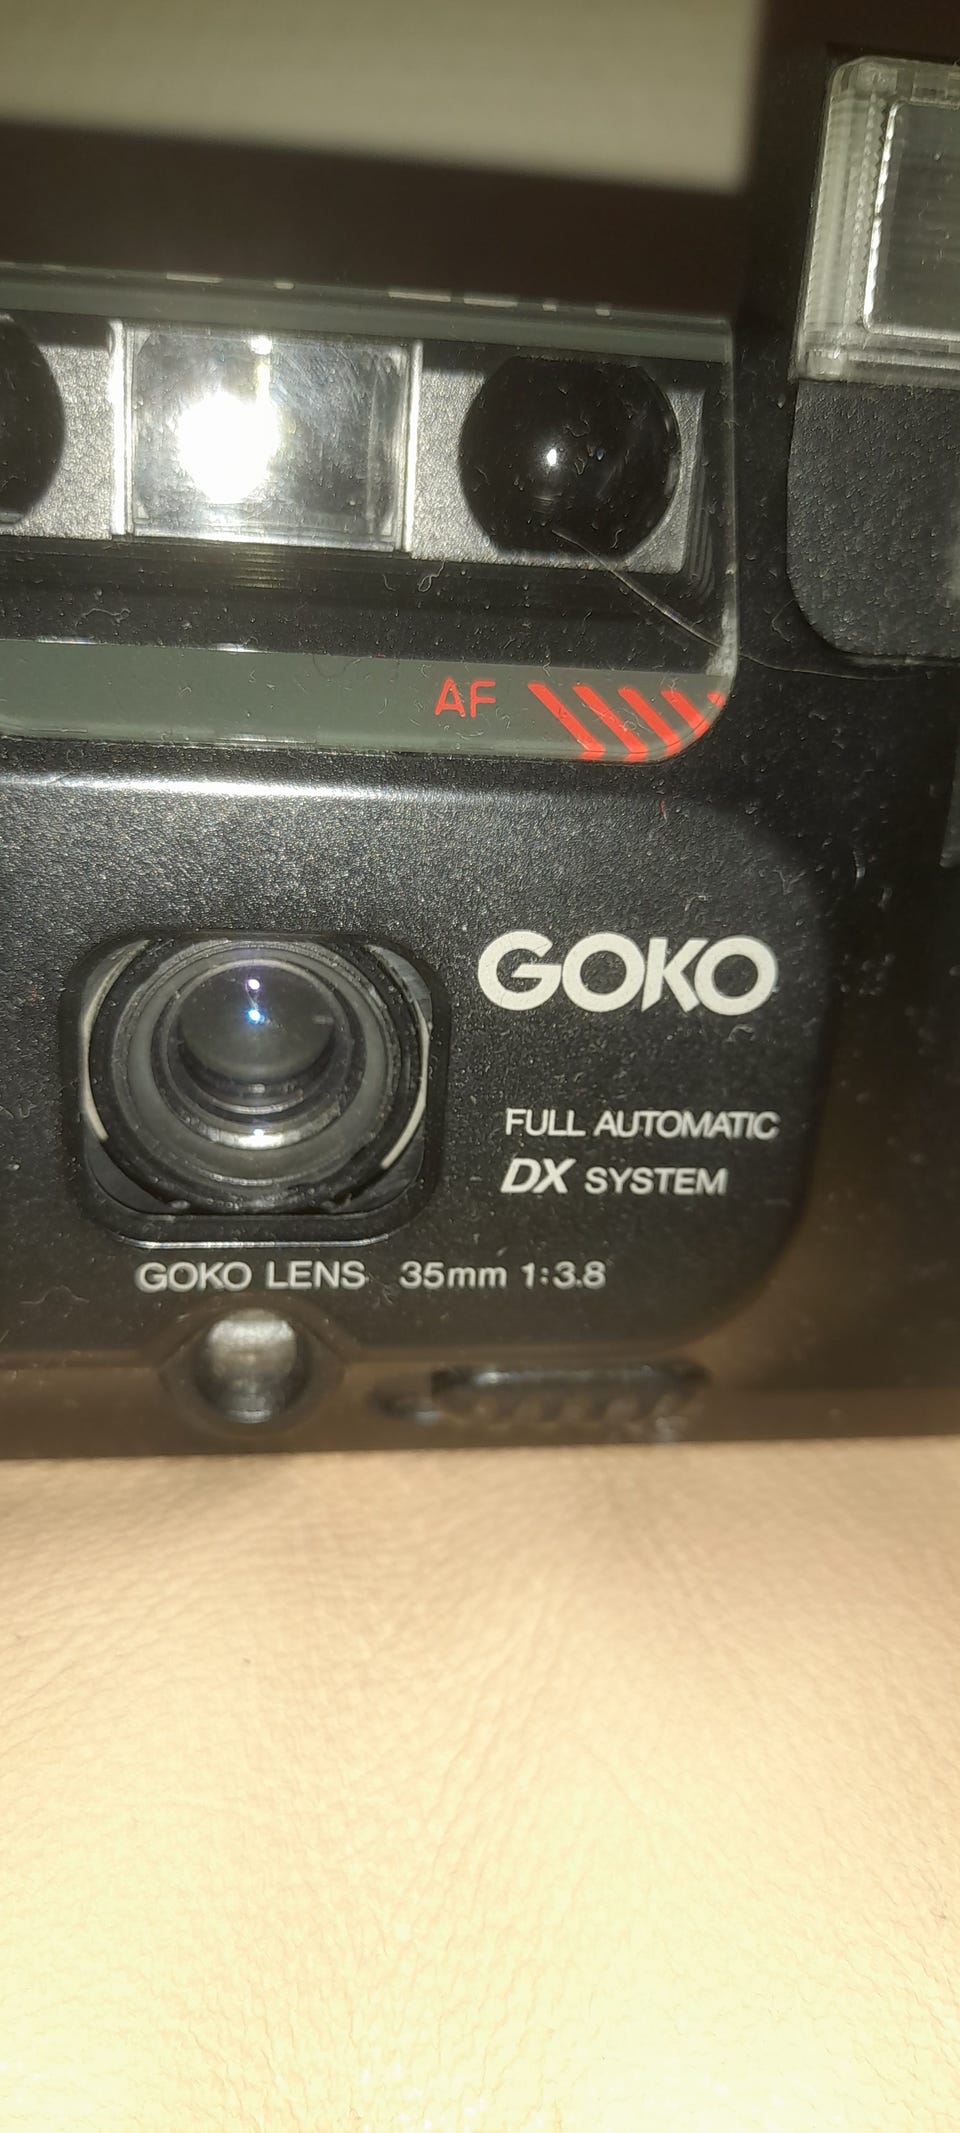 AF
GOKO
FULL AUTOMATIC
DX SYSTEM
GOKO LENS 35mm 1:3.8